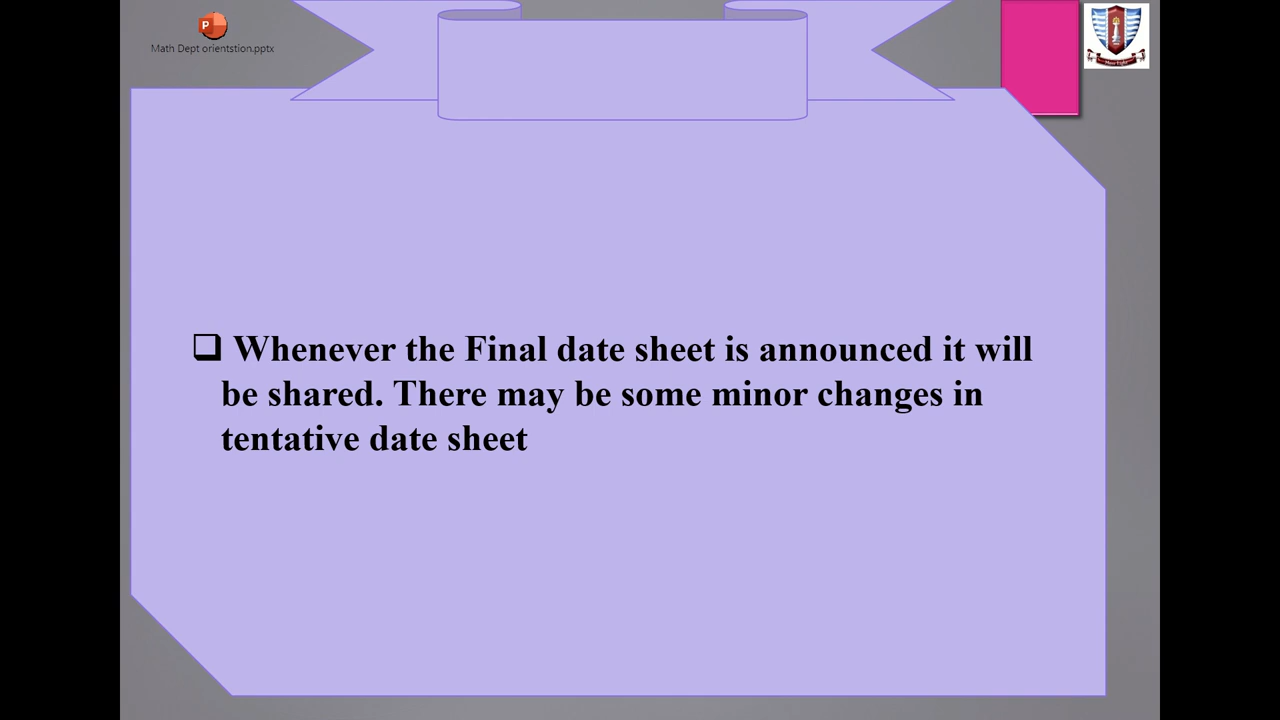 Math Dept orientstion.pptx
Whenever the Final date sheet is announced it will
be shared. There may be some minor changes in
tentative date sheet